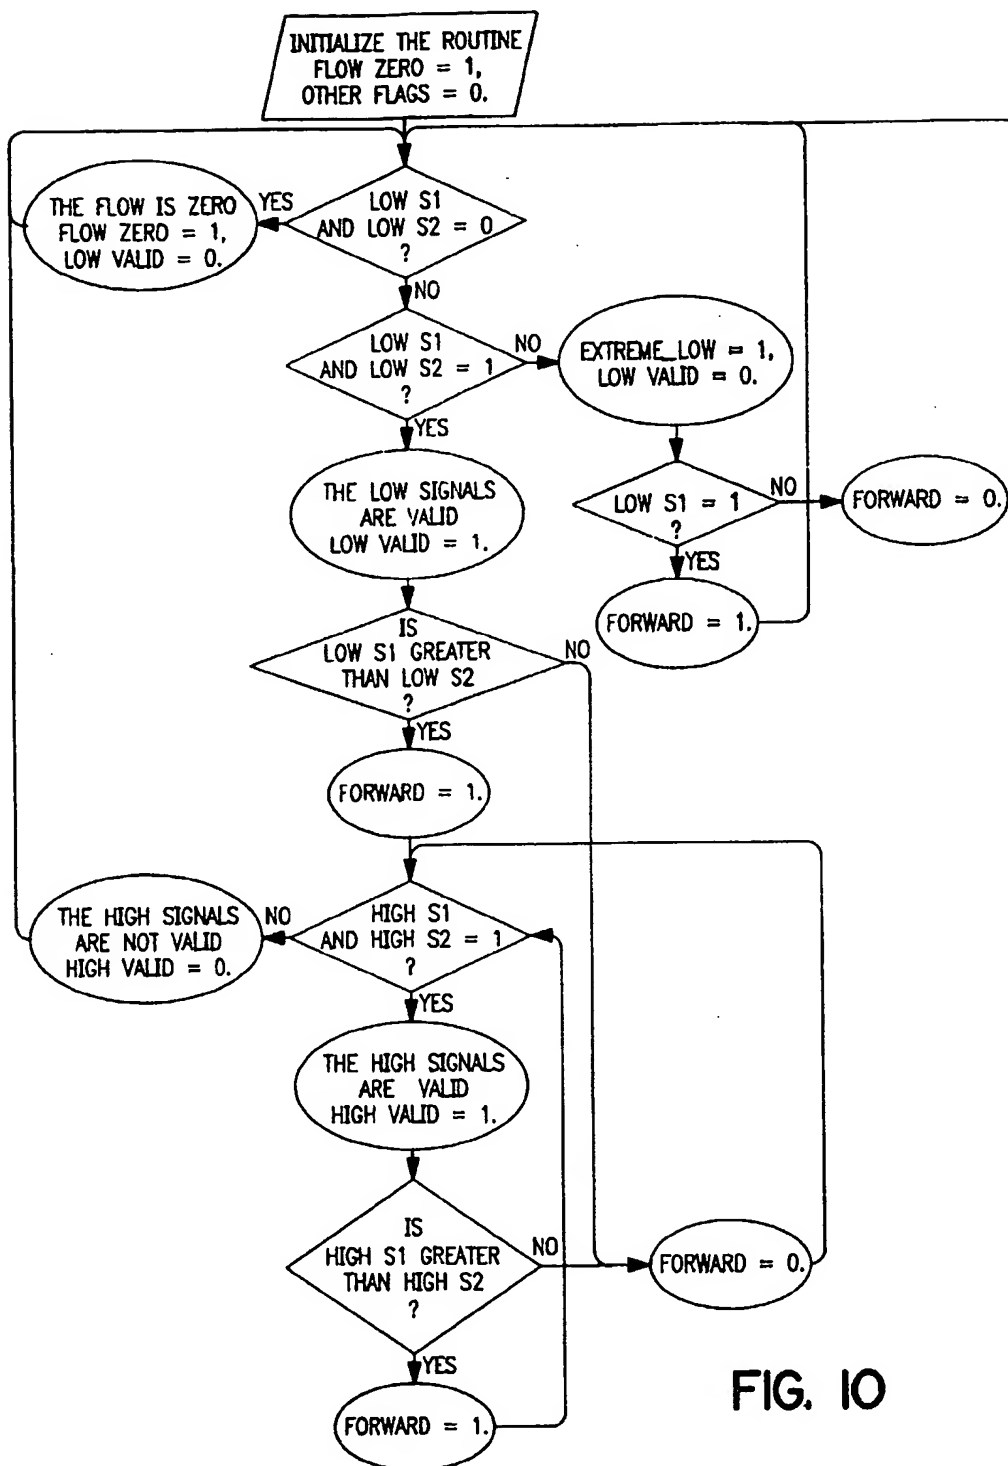 INITIALIZE THE ROUTINE
FLOW ZERO = 1,
OTHER FLAGS = 0.
LOW S1
AND LOW S2 = 0
?
YES
THE FLOW IS ZERO
FLOW ZERO = 1,
LOW VALID = 0.
NO
LOW S1
AND LOW S2 = 1
?
NO
EXTREME_LOW = 1,
LOW VALID = 0.
YES
THE LOW SIGNALS
ARE VALID
LOW VALID = 1.
LOW S1 = 1
?
NO
FORWARD = 0.
YES
FORWARD = 1.
IS
LOW S1 GREATER
THAN LOW S2
?
NO
YES
FORWARD = 1.
HIGH S1
AND HIGH S2 = 1
?
NO
THE HIGH SIGNALS
ARE NOT VALID
HIGH VALID = 0.
YES
THE HIGH SIGNALS
ARE VALID
HIGH VALID = 1.
IS
HIGH S1 GREATER
THAN HIGH S2
?
NO
FORWARD = 0.
YES
FORWARD = 1.
FIG. 10